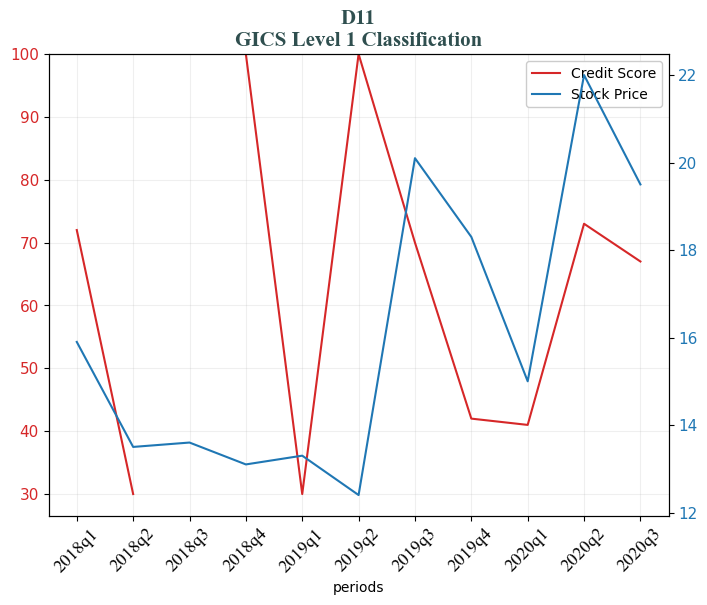 D11
GICS Level 1 Classification
100
90
80
70
60
50
40
30
Credit Score
Stock Price
22
20
18
16
14
12
2018q1
2018q2
2018q3
2018q4
2019q1
2019q2
2019q3
2019q4
2020q1
2020q2
2020q3
periods